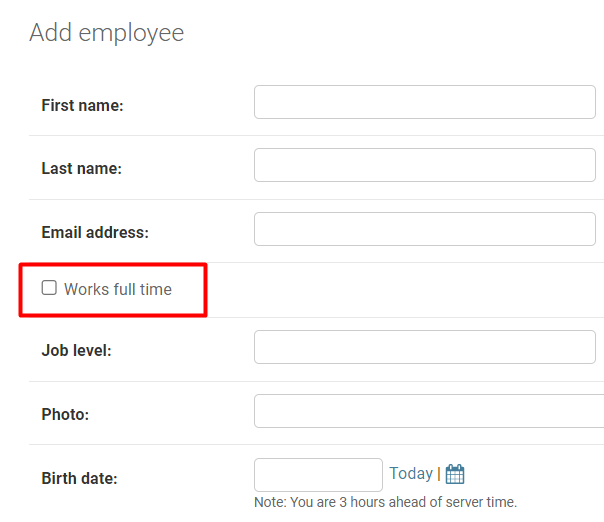 Add employee
First name:
Last name:
Email address:
Works full time
Job level:
Photo:
Birth date:
Today |
Note: You are 3 hours ahead of server time.